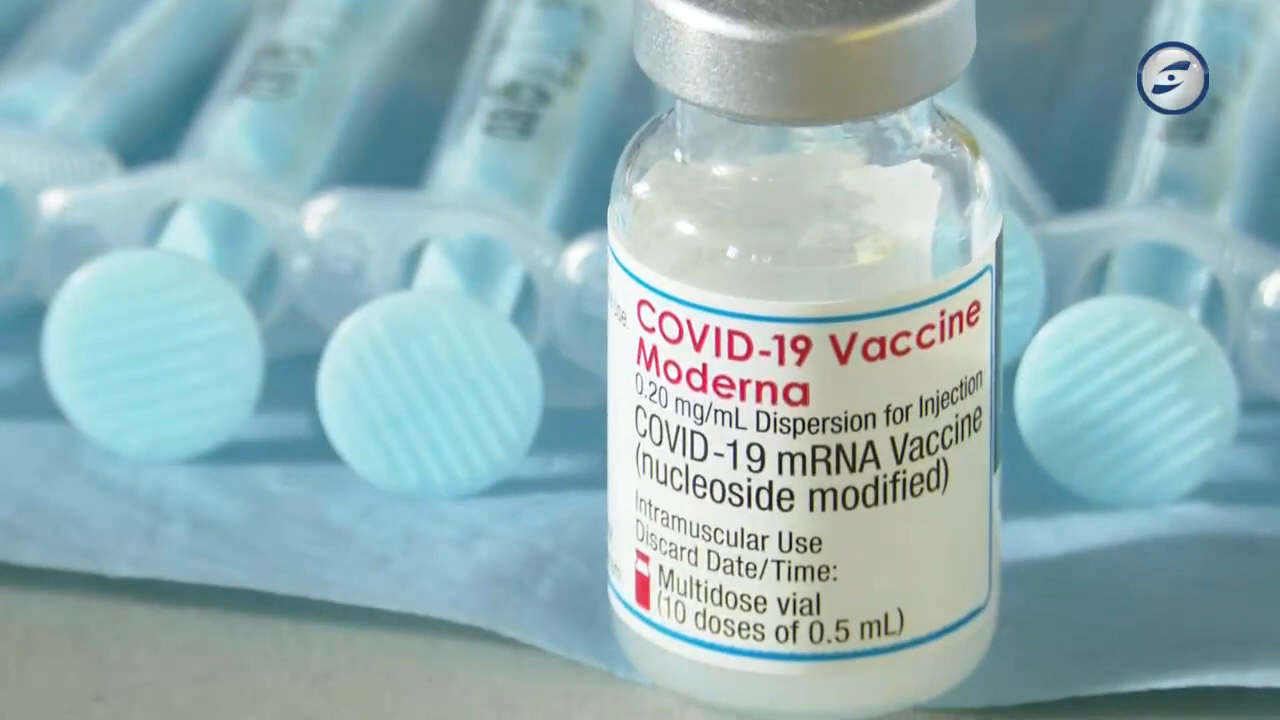 COVID-19 Vaccine
Moderna
0.20 mg/mL Dispersion for Injection
COVID-19 mRNA Vaccine
(nucleoside modified)
Intramuscular Use
Discard Date/Time:
Multidose vial
(10 doses of 0.5 mL)